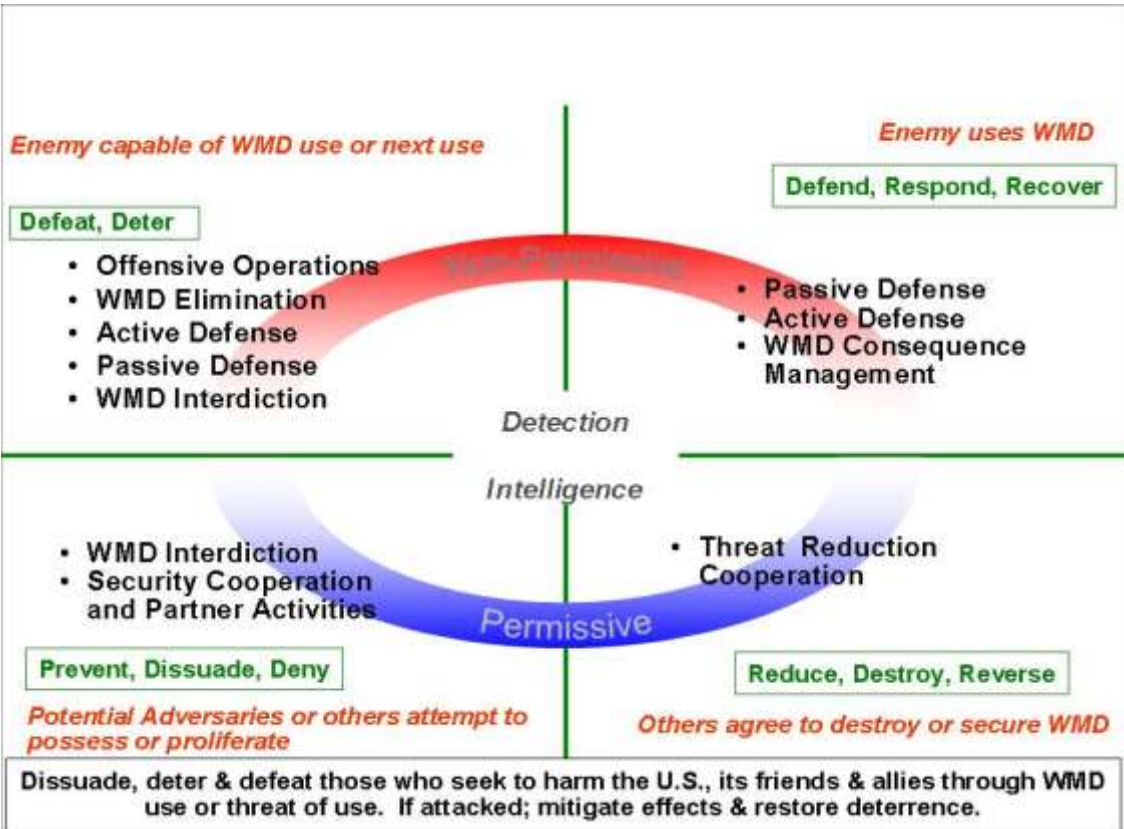 Enemy capable of WMD use or next use
Defeat, Deter
• Offensive Operations
• WMD Elimination
• Active Defense
• Passive Defense
• WMD Interdiction
Enemy uses WMD
Defend, Respond, Recover
• Passive Defense
• Active Defense
• WMD Consequence
Management
Non-Permissive
Detection
Intelligence
• WMD Interdiction
• Security Cooperation
and Partner Activities
Prevent, Dissuade, Deny
Potential Adversaries or others attempt to
possess or proliferate
• Threat Reduction
Cooperation
Permissive
Reduce, Destroy, Reverse
Others agree to destroy or secure WMD
Dissuade, deter & defeat those who seek to harm the U.S., its friends & allies through WMD
use or threat of use. If attacked; mitigate effects & restore deterrence.